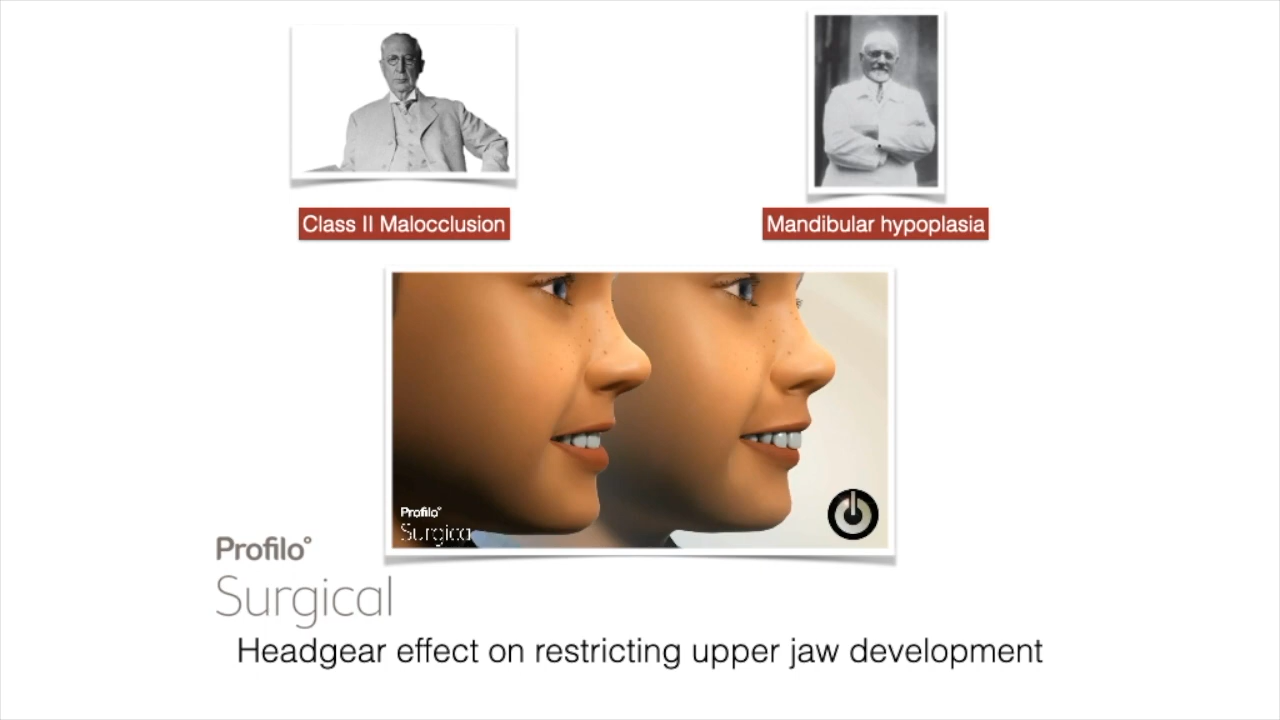 Class II Malocclusion
Mandibular hypoplasia
Profilo°
Surgical
Profilo°
Surgical
Headgear effect on restricting upper jaw development